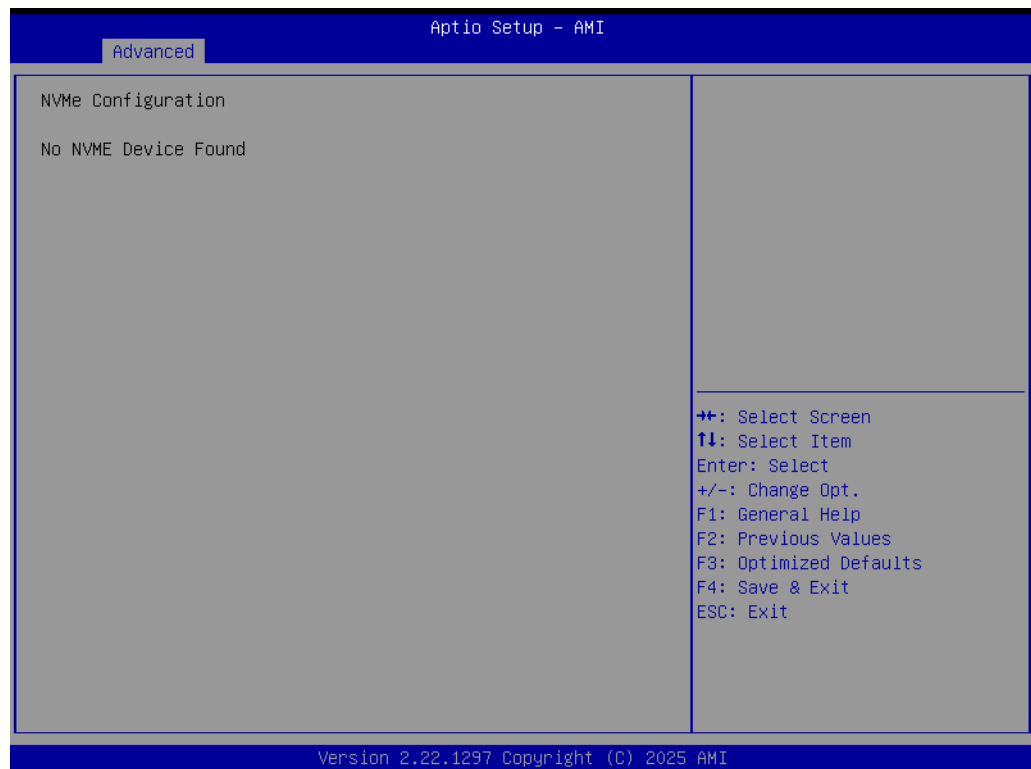 Aptio Setup – AMI
Advanced
NVMe Configuration
No NVME Device Found
→←: Select Screen
↑↓: Select Item
Enter: Select
+/-: Change Opt.
F1: General Help
F2: Previous Values
F3: Optimized Defaults
F4: Save & Exit
ESC: Exit
Version 2.22.1297 Copyright (C) 2025 AMI